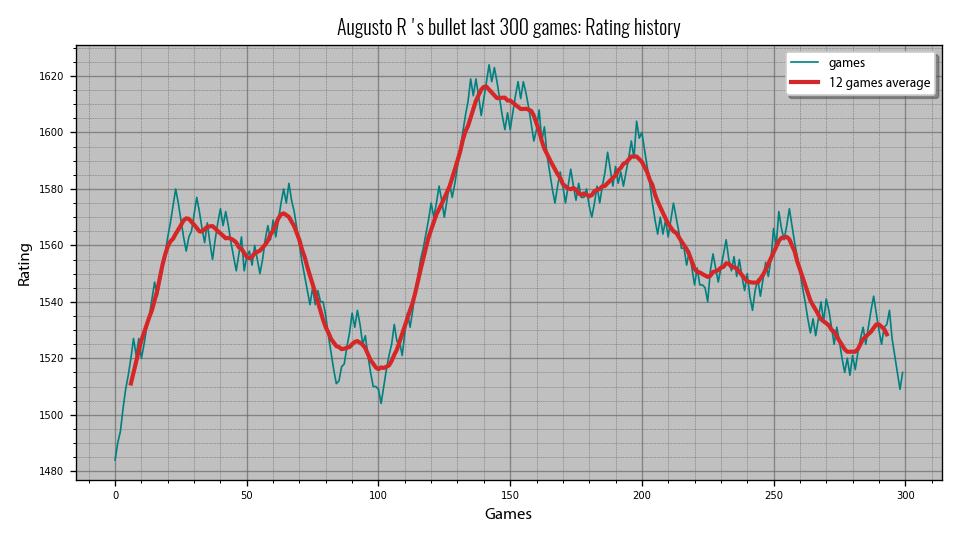 Augusto R 's bullet last 300 games: Rating history
games
12 games average
Rating
1620
1600
1580
1560
1540
1520
1500
1480
0 50 100 150 200 250 300
Games